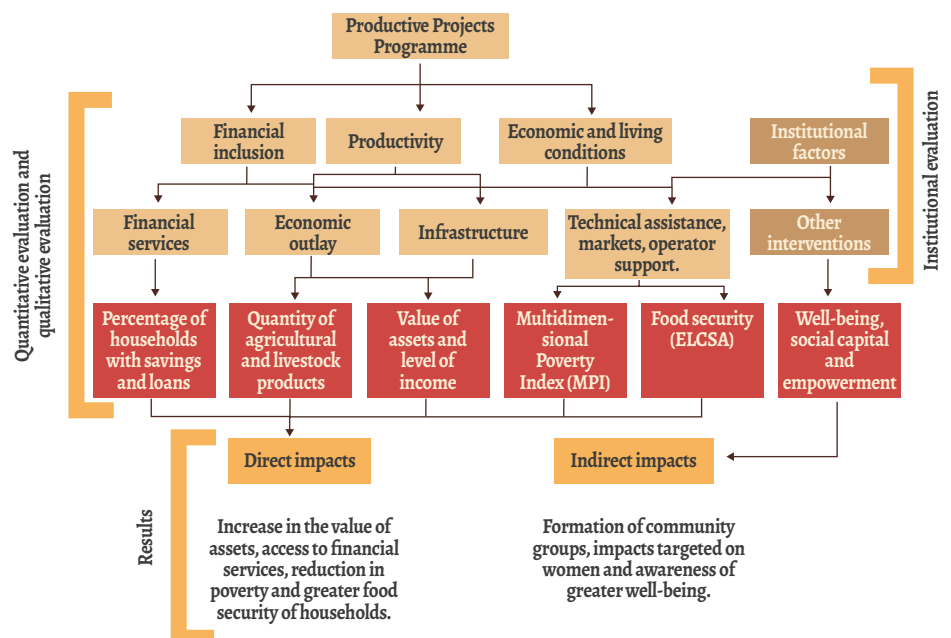 Productive Projects
Programme
Financial
inclusion
Productivity
Economic and living
conditions
Institutional
factors
Financial
services
Economic
outlay
Infrastructure
Technical assistance,
markets, operator
support.
Other
interventions
Percentage of
households
with savings
and loans
Quantity of
agricultural
and livestock
products
Value of
assets and
level of
income
Multidimen-
sional
Poverty
Index (MPI)
Food security
(ELCSA)
Well-being,
social capital
and
empowerment
Quantitative evaluation and
qualitative evaluation
Institutional evaluation
Direct impacts
Indirect impacts
Results
Increase in the value of
assets, access to financial
services, reduction in
poverty and greater food
security of households.
Formation of community
groups, impacts targeted on
women and awareness of
greater well-being.